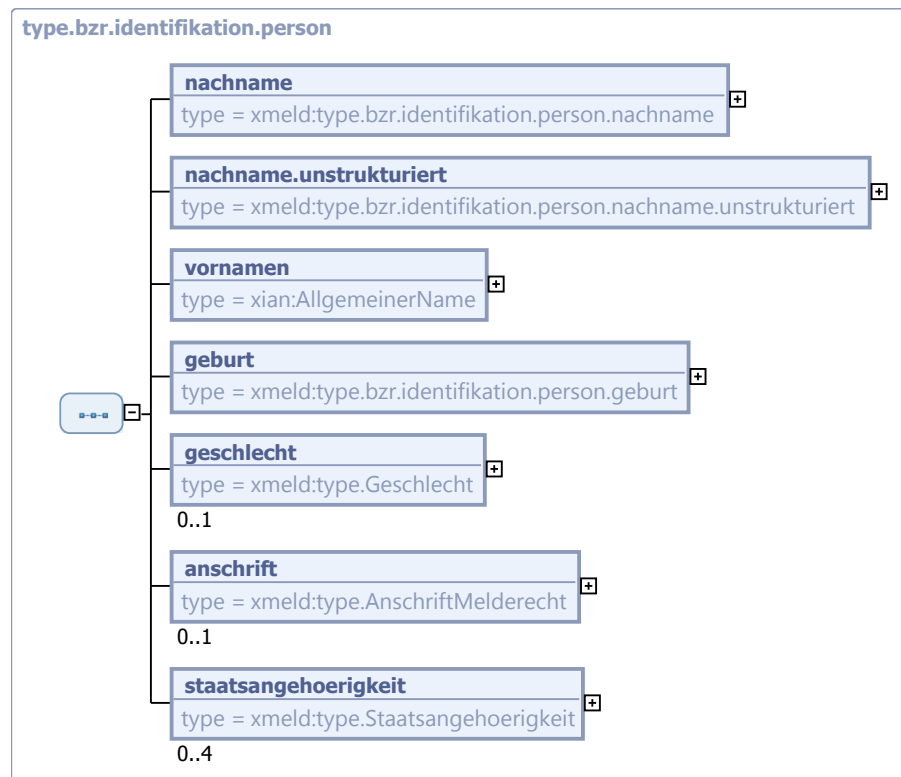 type.bzr.identifikation.person
nachname
type = xmeld:type.bzr.identifikation.person.nachname
nachname.unstrukturiert
type = xmeld:type.bzr.identifikation.person.nachname.unstrukturiert
vornamen
type = xian:AllgemeinerName
geburt
type = xmeld:type.bzr.identifikation.person.geburt
geschlecht
type = xmeld:type.Geschlecht
0..1
anschrift
type = xmeld:type.AnschriftMelderecht
0..1
staatsangehoerigkeit
type = xmeld:type.Staatsangehoerigkeit
0..4